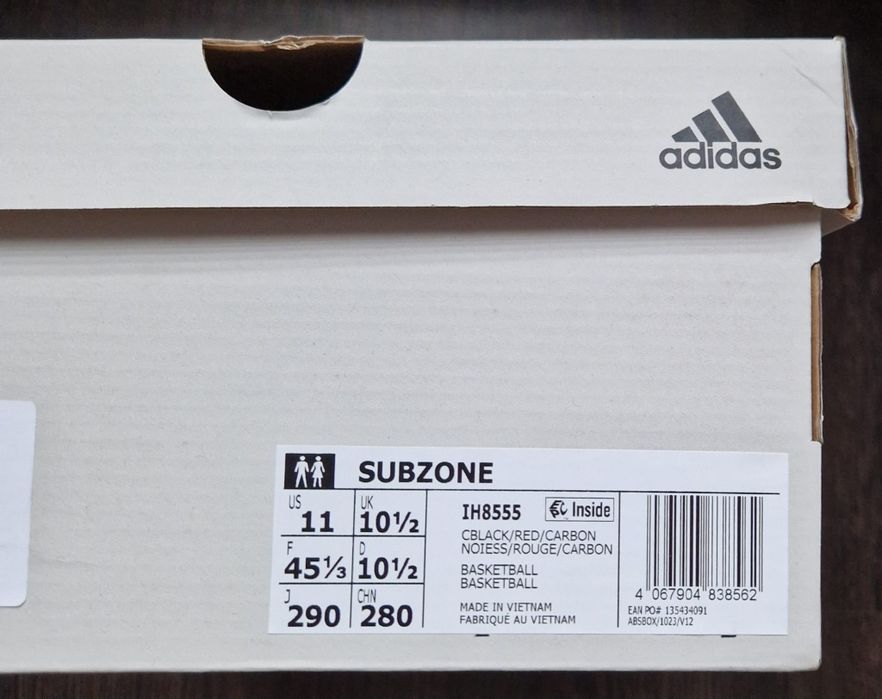 adidas
SUBZONE
US 11 UK 10½
F 45⅓ D 10½
J 290 CHN 280
IH8555 Inside
CBLACK/RED/CARBON
NOIESS/ROUGE/CARBON
BASKETBALL
BASKETBALL
MADE IN VIETNAM
FABRIQUÉ AU VIETNAM
4 067904 838562
EAN PO# 135434091
ABSBOX/1023/V12